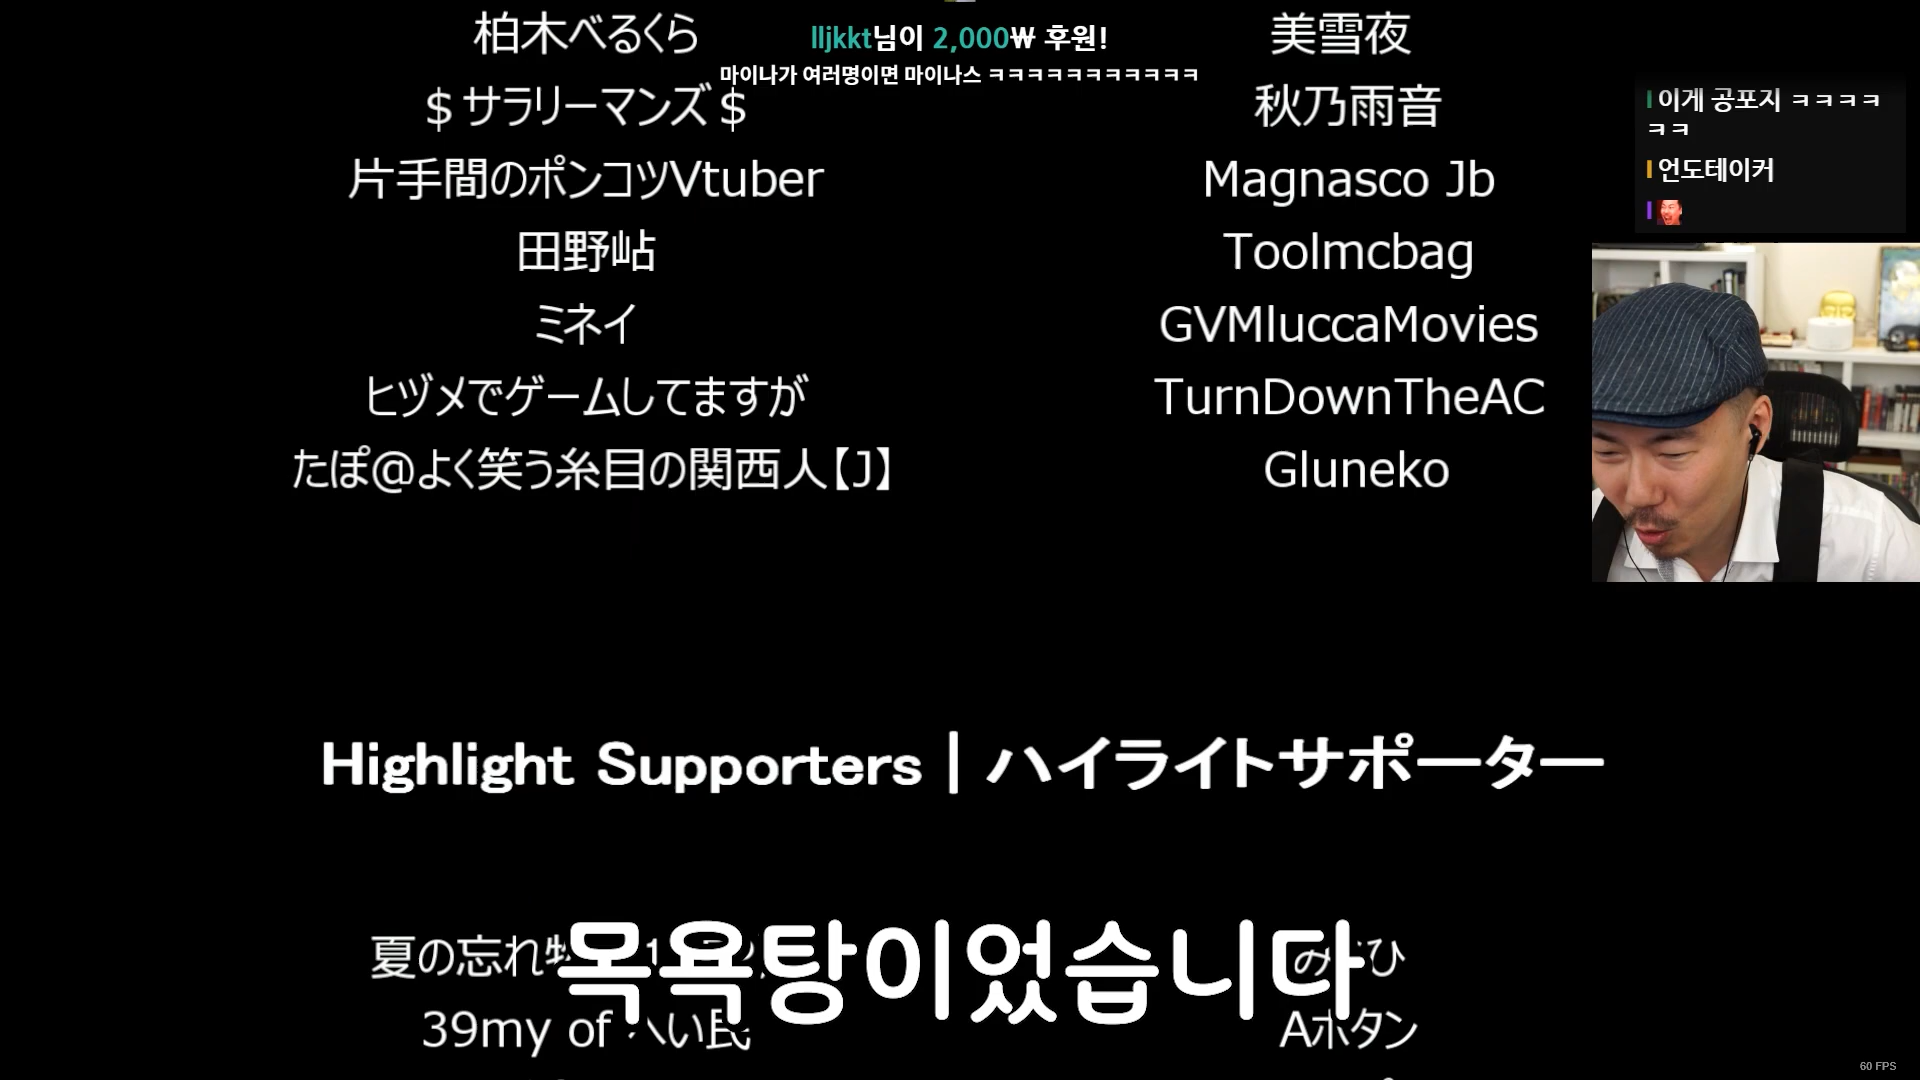 柏木べるくら
美雪夜
lljkkt님이 2,000₩ 후원!
마이나가 여러명이면 마이나스 ㅋㅋㅋㅋㅋㅋㅋㅋㅋㅋㅋ
$サラリーマンズ$
秋乃雨音
이게 공포지 ㅋㅋㅋㅋ
ㅋㅋ
片手間のポンコツVtuber
Magnasco Jb
언도테이커
田野岾
Toolmcbag
ミネイ
GVMluccaMovies
ヒヅメでゲームしてますが
TurnDownTheAC
たぽ@よく笑う糸目の関西人【J】
Gluneko
Highlight Supporters | ハイライトサポーター
夏の忘れ
목욕탕이었습니다
39my of
Aボタン
60 FPS